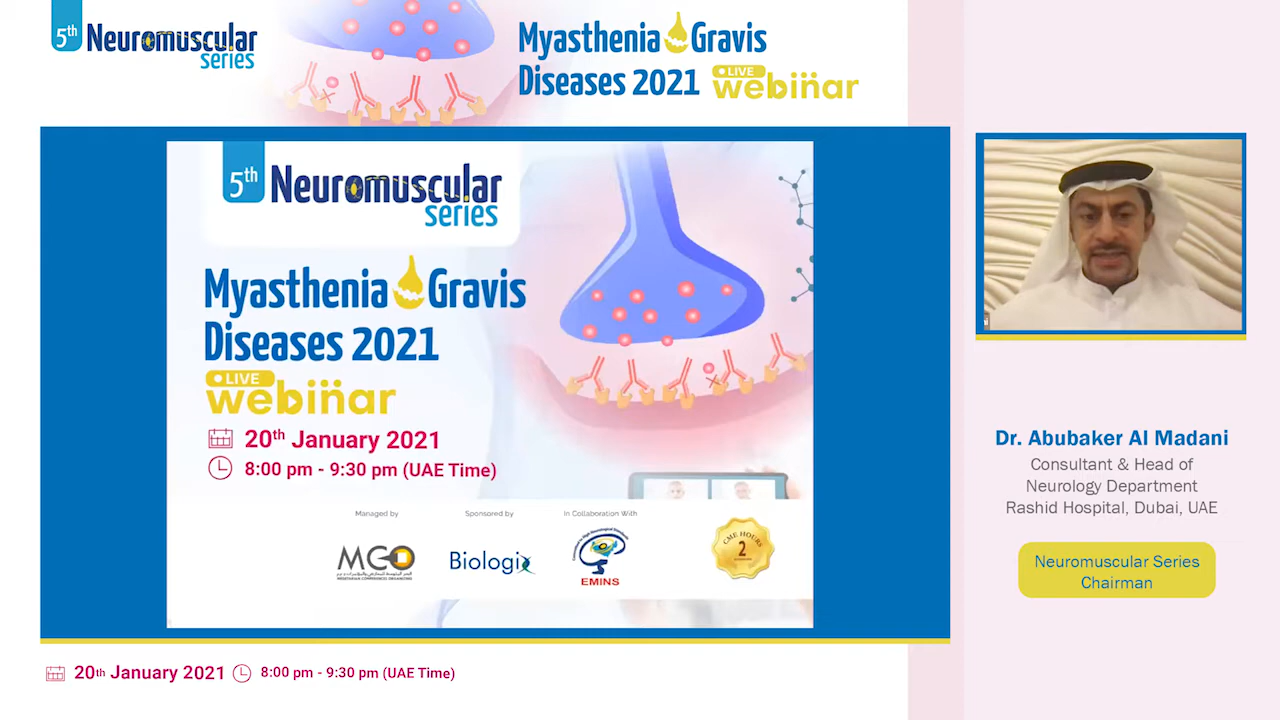 5th Neuromuscular
series
Myasthenia Gravis
Diseases 2021 LIVE
webinar
5th Neuromuscular
series
Myasthenia Gravis
Diseases 2021
LIVE
webinar
20th January 2021
8:00 pm - 9:30 pm (UAE Time)
Managed by
Sponsored by
In Collaboration With
MCO
Biologix
EMINS
CME HOURS
2
Dr. Abubaker Al Madani
Consultant & Head of
Neurology Department
Rashid Hospital, Dubai, UAE
Neuromuscular Series
Chairman
20th January 2021 8:00 pm - 9:30 pm (UAE Time)